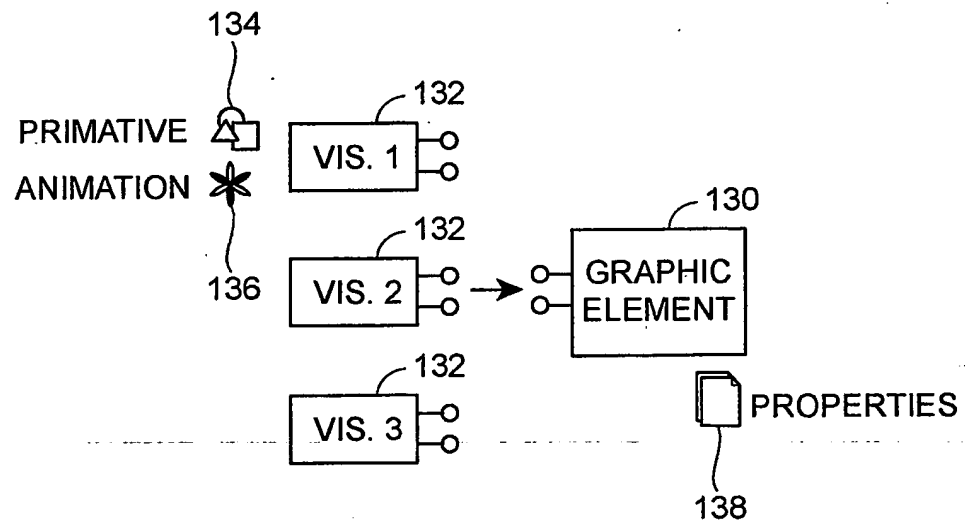 134
132
PRIMATIVE
VIS. 1
ANIMATION
132
130
136
VIS. 2
GRAPHIC
ELEMENT
132
VIS. 3
PROPERTIES
138